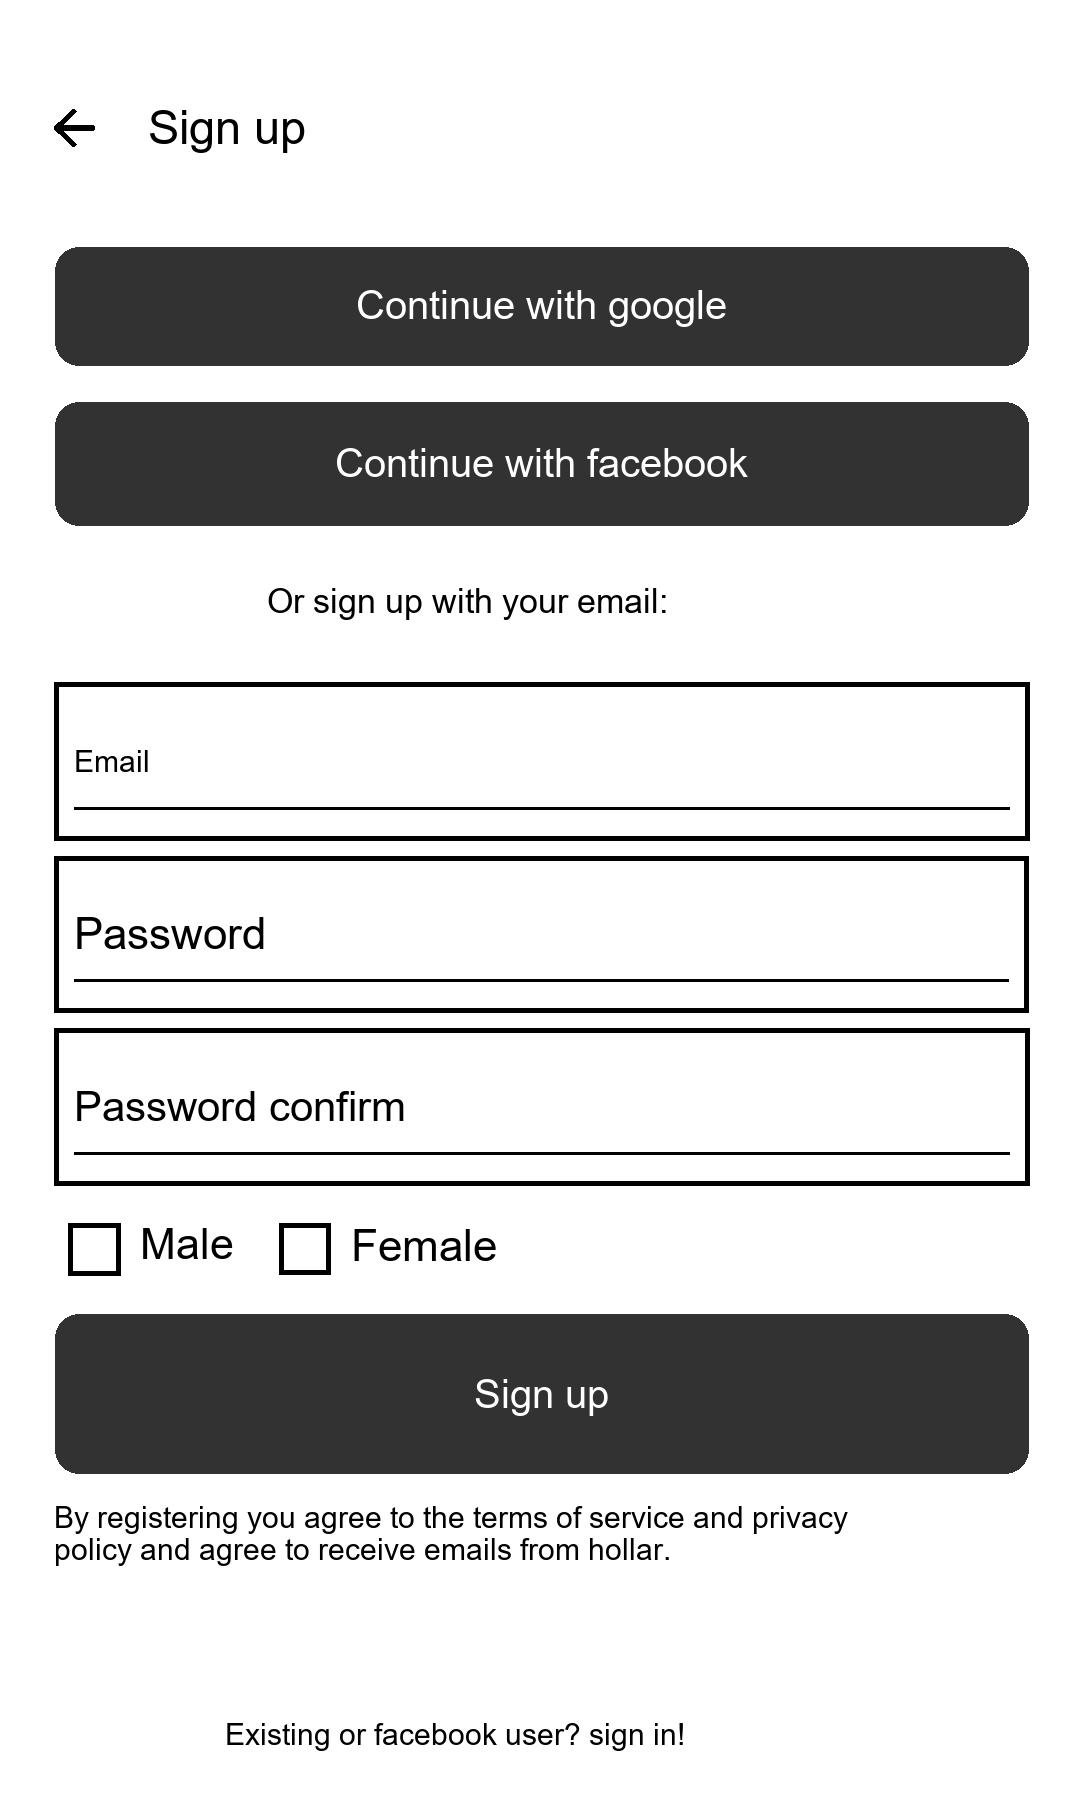 Sign up
Continue with google
Continue with facebook
Or sign up with your email:
Email
Password
Password confirm
Male Female
Sign up
By registering you agree to the terms of service and privacy
policy and agree to receive emails from hollar.
Existing or facebook user? sign in!